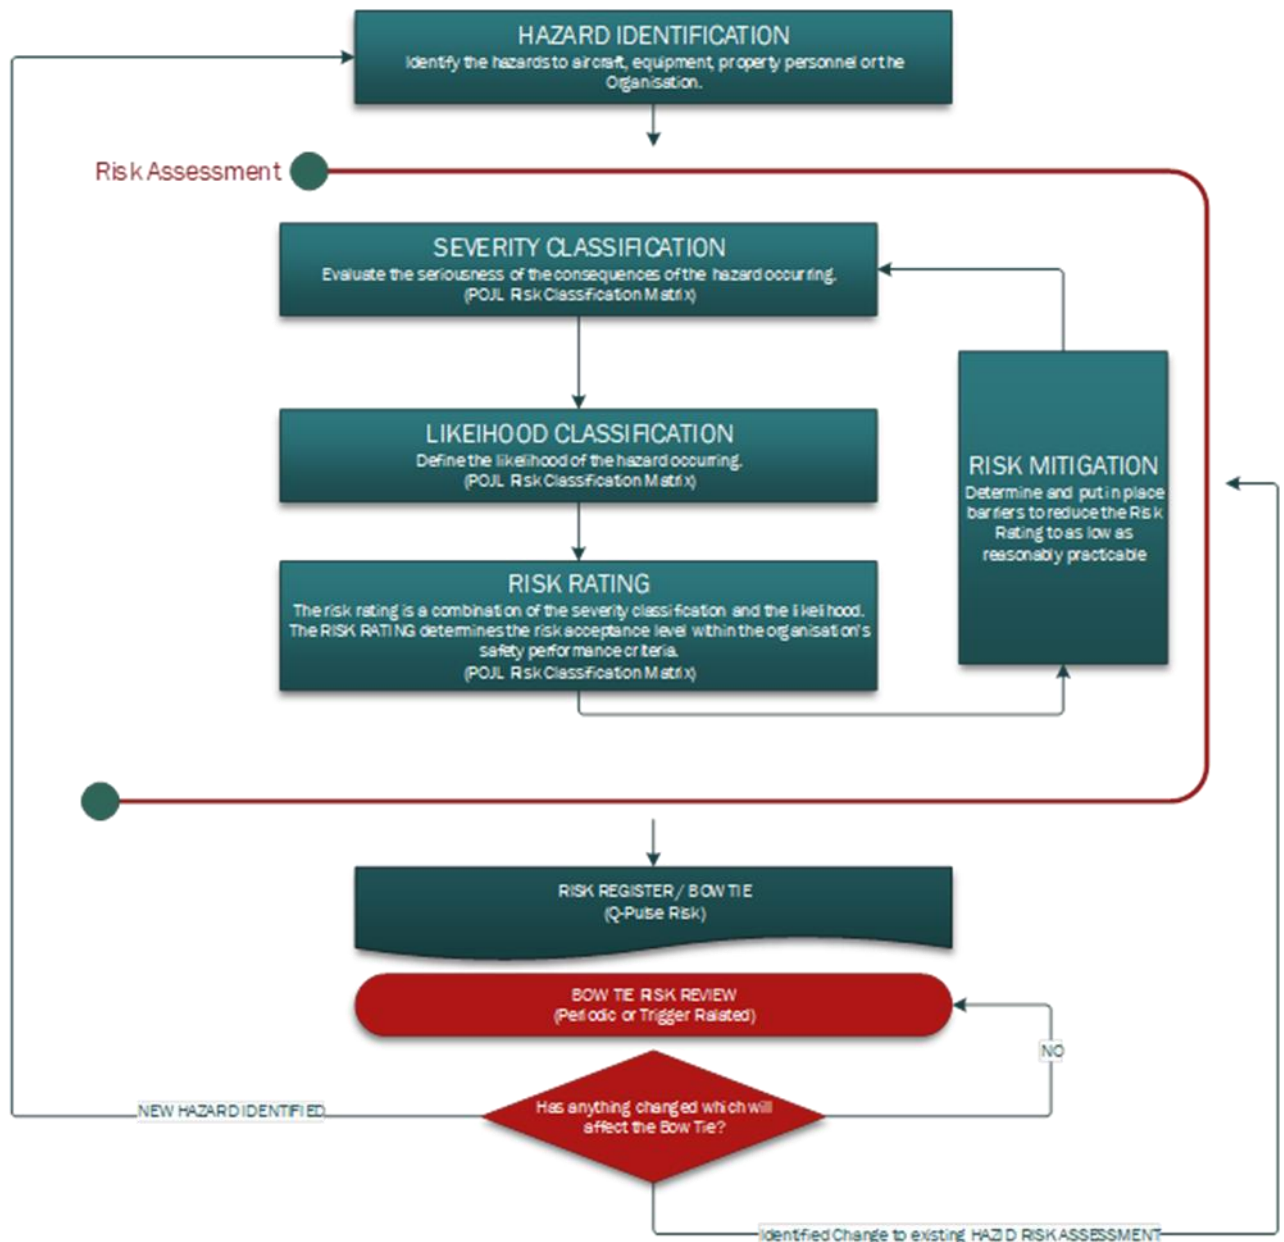 HAZARD IDENTIFICATION
Identify the hazards to aircraft, equipment, property personnel or the
Organisation.
Risk Assessment
SEVERITY CLASSIFICATION
Evaluate the seriousness of the consequences of the hazard occurring.
(POJL Risk Classification Matrix)
LIKEIHOOD CLASSIFICATION
Define the likelihood of the hazard occurring.
(POJL Risk Classification Matrix)
RISK RATING
The risk rating is a combination of the severity classification and the likelihood.
The RISK RATING determines the risk acceptance level within the organisation's
safety performance criteria.
(POJL Risk Classification Matrix)
RISK MITIGATION
Determine and put in place
barriers to reduce the Risk
Rating to as low as
reasonably practicable
RISK REGISTER / BOW TIE
(Q-Pulse Risk)
BOW TIE RISK REVIEW
(Periodic or Trigger Ralated)
NO
Has anything changed which will
affect the Bow Tie?
NEW HAZARD IDENTIFIED
Identified Change to existing HAZID RISK ASSESSMENT